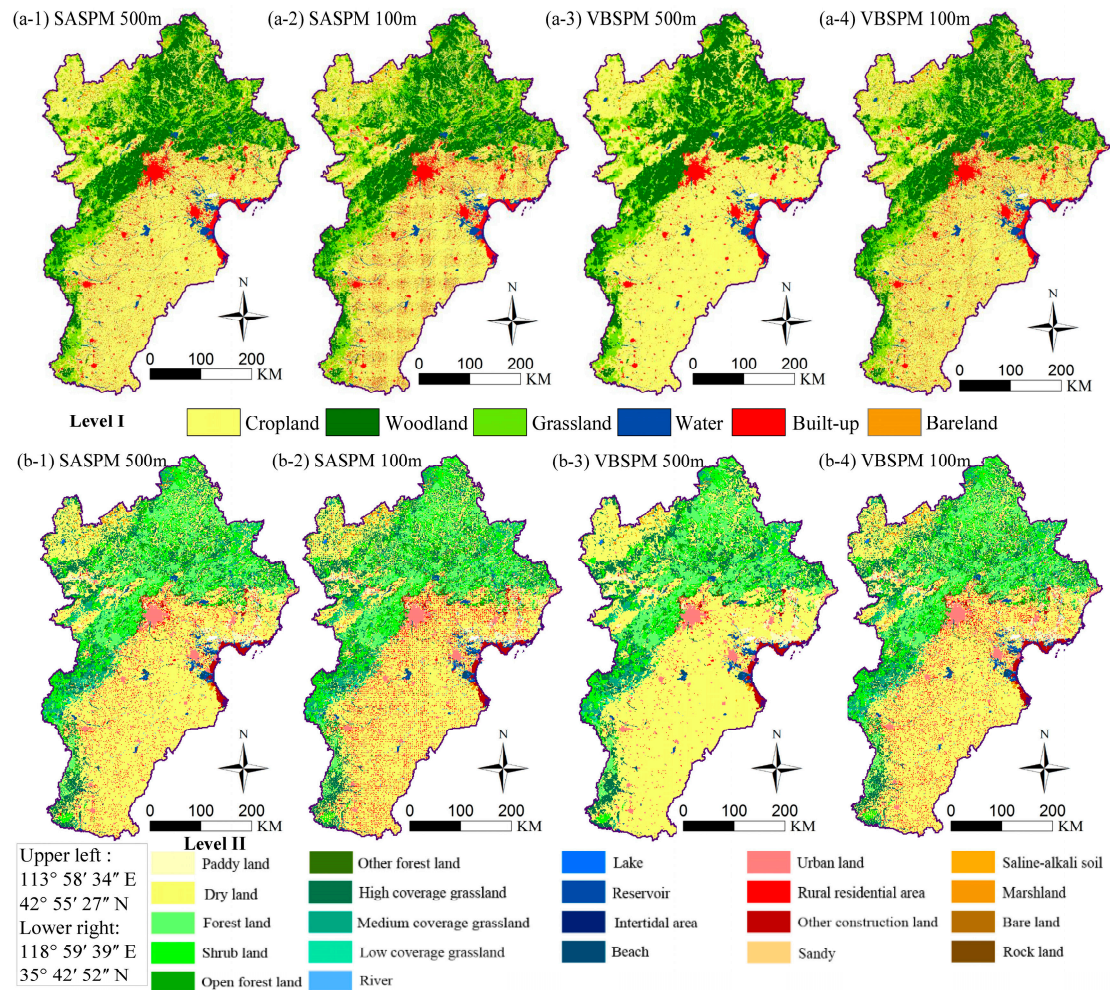 (a-1) SASPM 500m
(a-2) SASPM 100m
(a-3) VBSPM 500m
(a-4) VBSPM 100m
N
N
N
N
0 100 200
KM
0 100 200
KM
0 100 200
KM
0 100 200
KM
Level I
Cropland
Woodland
Grassland
Water
Built-up
Bareland
(b-1) SASPM 500m
(b-2) SASPM 100m
(b-3) VBSPM 500m
(b-4) VBSPM 100m
N
N
N
N
0 100 200
KM
0 100 200
KM
0 100 200
KM
0 100 200
KM
Upper left :
113° 58′ 34″ E
42° 55′ 27″ N
Lower right:
118° 59′ 39″ E
35° 42′ 52″ N
Level II
Paddy land
Dry land
Forest land
Shrub land
Open forest land
Other forest land
High coverage grassland
Medium coverage grassland
Low coverage grassland
River
Lake
Reservoir
Intertidal area
Beach
Urban land
Rural residential area
Other construction land
Sandy
Saline-alkali soil
Marshland
Bare land
Rock land